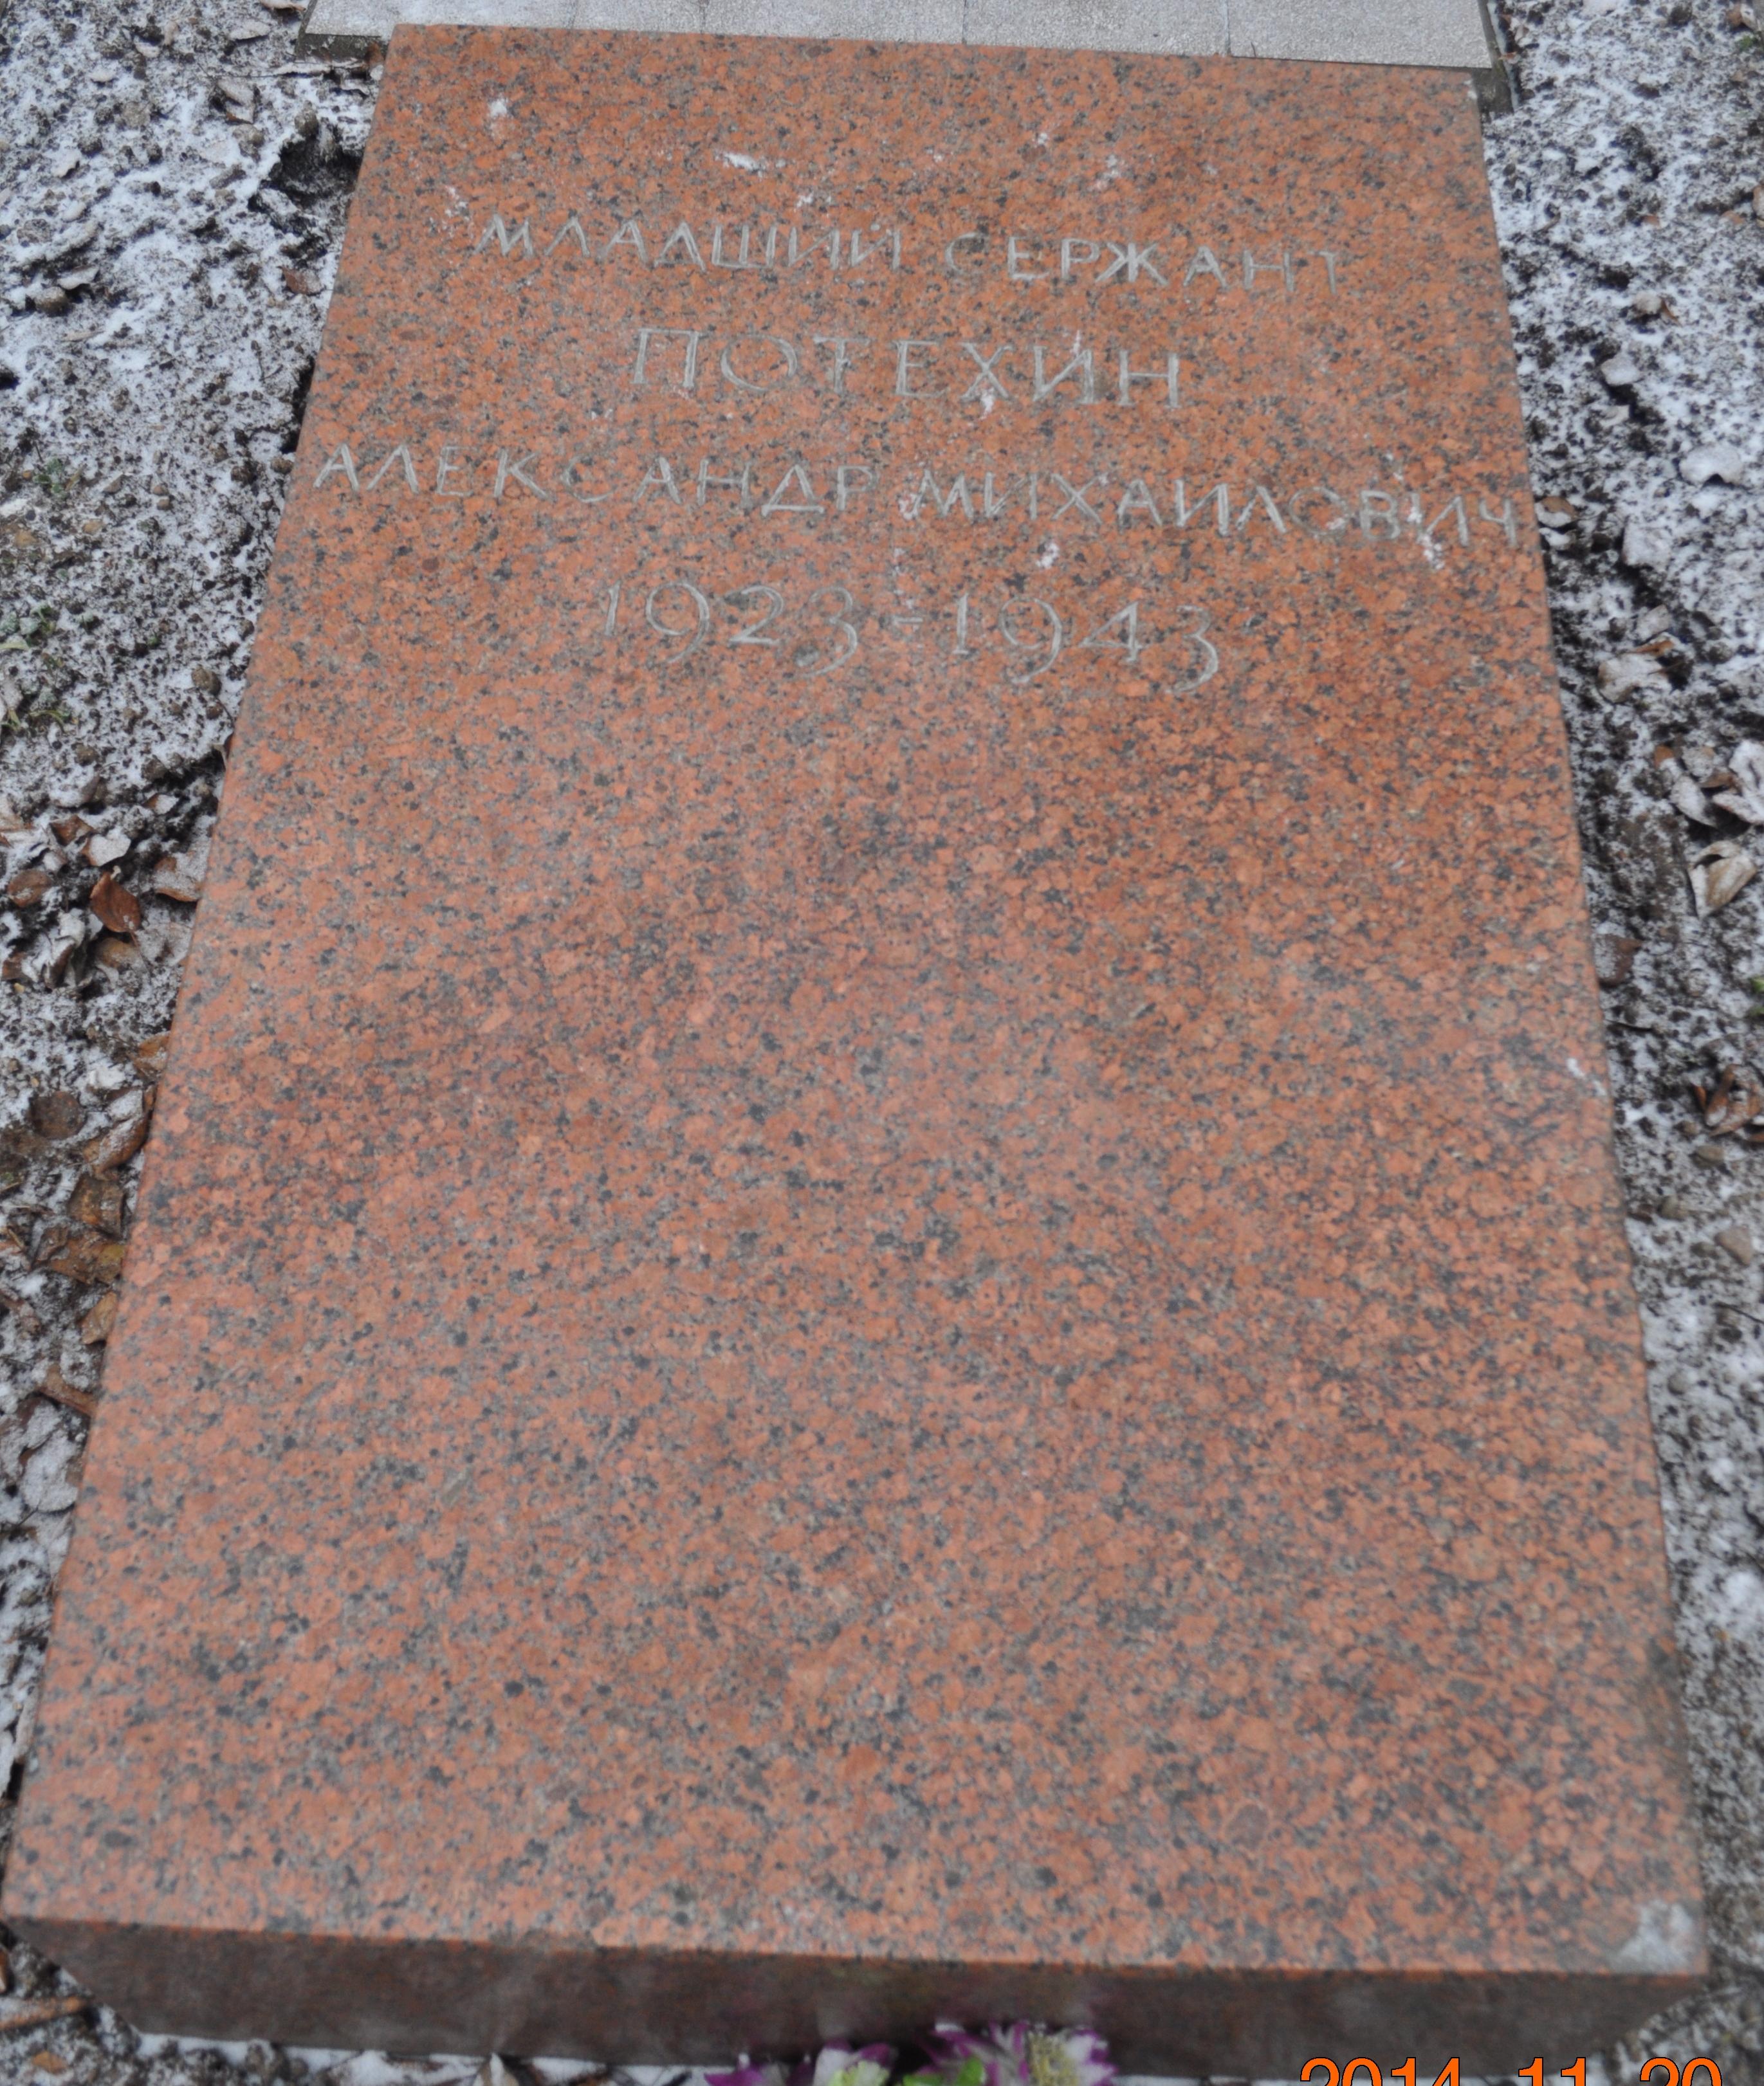 МЛАДШИЙ СЕРЖАНТ
ПОТЕХИН
АЛЕКСАНДР МИХАИЛОВИЧ
1923-1943
2014 11 20